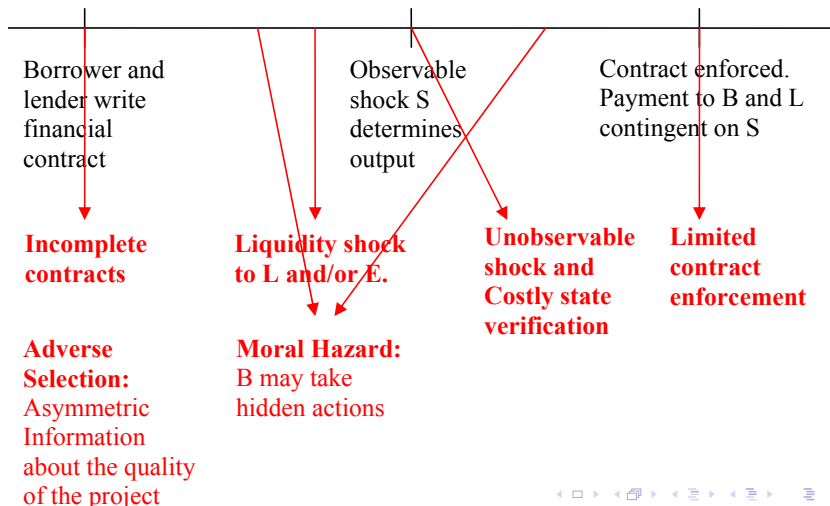 Borrower and
lender write
financial
contract
Observable
shock S
determines
output
Contract enforced.
Payment to B and L
contingent on S
Incomplete
contracts
Liquidity shock
to L and/or E.
Unobservable
shock and
Costly state
verification
Limited
contract
enforcement
Adverse
Selection:
Asymmetric
Information
about the quality
of the project
Moral Hazard:
B may take
hidden actions